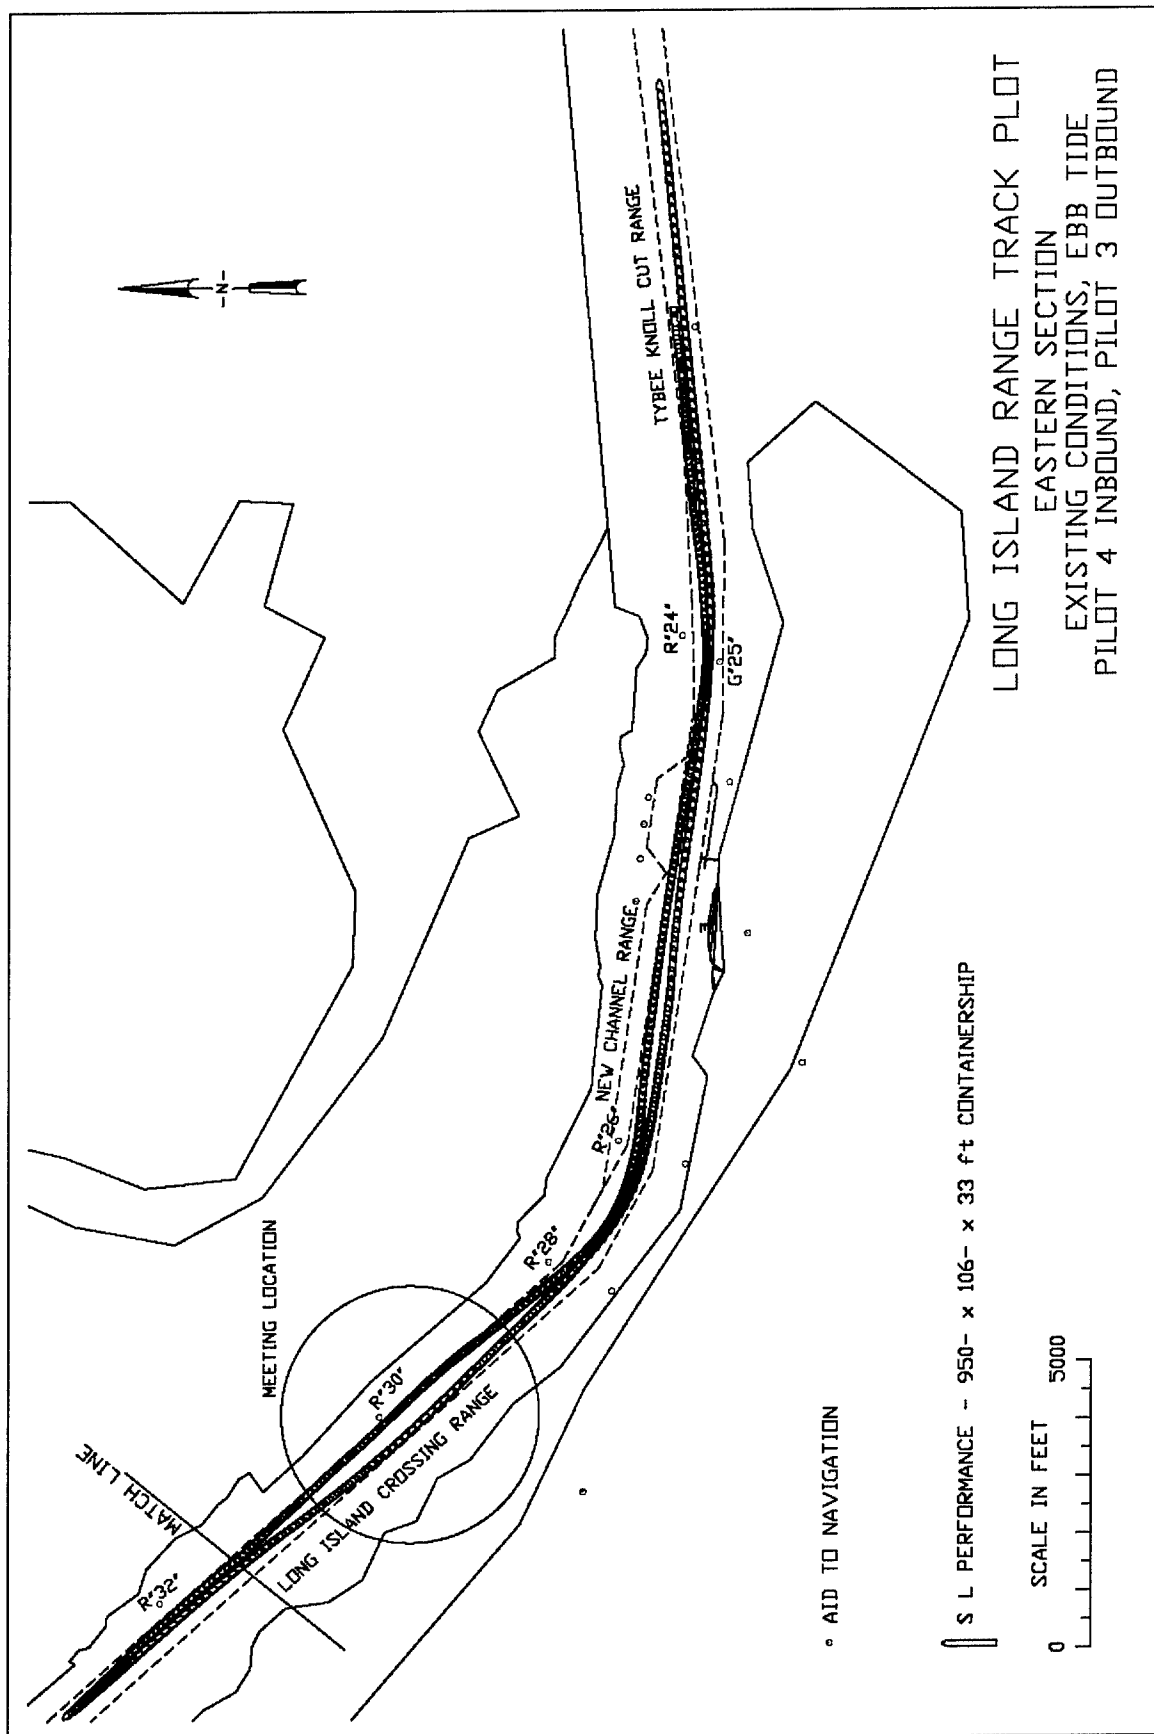 LONG ISLAND RANGE TRACK PLOT
EASTERN SECTION
EXISTING CONDITIONS, EBB TIDE
PILOT 4 INBOUND, PILOT 3 OUTBOUND
-N-
TYBEE KNOLL CUT RANGE
R"24"
G"25"
NEW CHANNEL RANGE
R"26"
R"28"
MEETING LOCATION
R"30"
LONG ISLAND CROSSING RANGE
MATCH LINE
R"32"
AID TO NAVIGATION
S L PERFORMANCE - 950- x 106- x 33 ft CONTAINERSHIP
SCALE IN FEET
0 5000